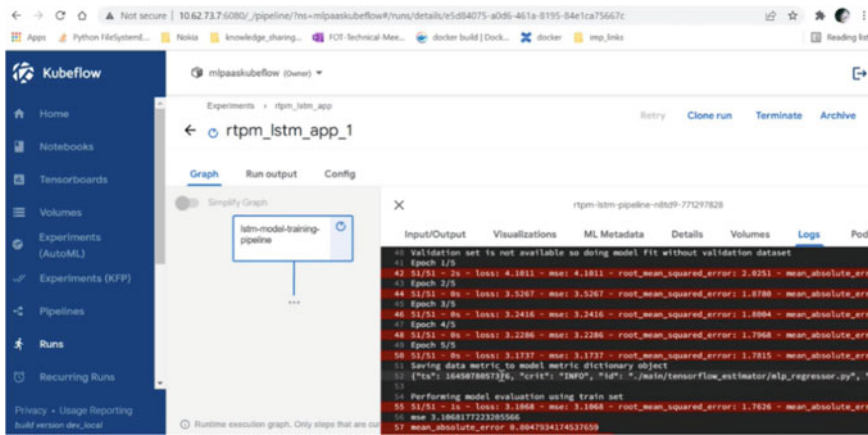 Not secure | 10.62.73.7:6080/_/pipeline/?ns=mlpaaskubeflow#/runs/details/e5d84075-a0d6-461a-8195-84e1ca75667c
Apps Python FileSystemE... Nokia knowledge_sharing... FOT-Technical-Mee... docker build | Dock... docker imp_links Reading list
Kubeflow
mlpaaskubeflow (Owner)
Experiments > rtpm_lstm_app
rtpm_lstm_app_1
Retry Clone run Terminate Archive
Graph Run output Config
Simplify Graph
lstm-model-training-
pipeline
...
rtpm-lstm-pipeline-n8td9-771297828
Input/Output Visualizations ML Metadata Details Volumes Logs Pod
Home
Notebooks
Tensorboards
Volumes
Experiments
(AutoML)
Experiments (KFP)
Pipelines
Runs
Recurring Runs
Privacy • Usage Reporting
build version dev_local
Runtime execution graph. Only steps that are cur
40 Validation set is not available so doing model fit without validation dataset
41 Epoch 1/5
42 51/51 - 2s - loss: 4.1011 - mse: 4.1011 - root_mean_squared_error: 2.0251 - mean_absolute_err
43 Epoch 2/5
44 51/51 - 0s - loss: 3.5267 - mse: 3.5267 - root_mean_squared_error: 1.8780 - mean_absolute_err
45 Epoch 3/5
46 51/51 - 0s - loss: 3.2416 - mse: 3.2416 - root_mean_squared_error: 1.8004 - mean_absolute_err
47 Epoch 4/5
48 51/51 - 0s - loss: 3.2286 - mse: 3.2286 - root_mean_squared_error: 1.7968 - mean_absolute_err
49 Epoch 5/5
50 51/51 - 0s - loss: 3.1737 - mse: 3.1737 - root_mean_squared_error: 1.7815 - mean_absolute_err
51 Saving data metric to model metric dictionary object
52 {"ts": 1645078057376, "crit": "INFO", "id": "./main/tensorflow_estimator/mlp_regressor.py", "
53
54 Performing model evaluation using train set
55 51/51 - 1s - loss: 3.1068 - mse: 3.1068 - root_mean_squared_error: 1.7626 - mean_absolute_err
56 mse 3.1068177223205566
57 mean_absolute_error 0.8047934174537659